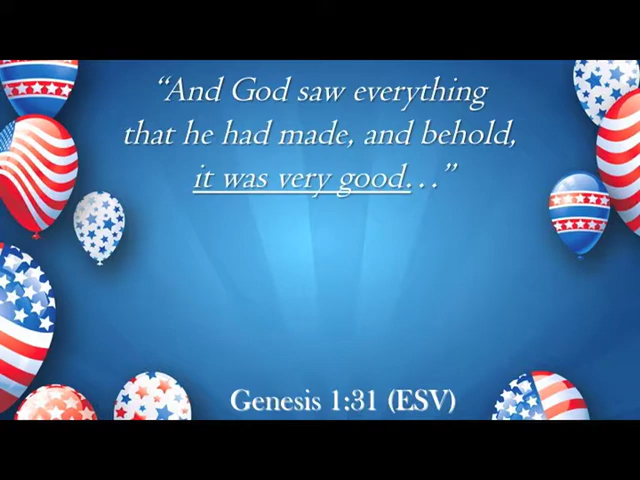 “And God saw everything
that he had made, and behold,
it was very good…”
Genesis 1:31 (ESV)